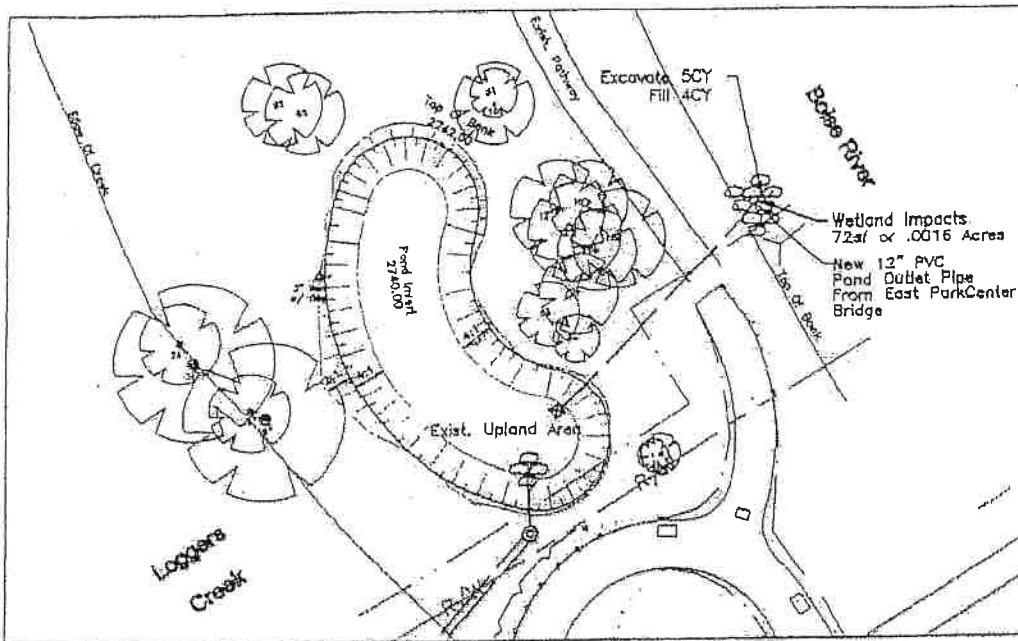 Exist. Pathway
Excavate 5CY
Fill 4CY
Boise River
Edge Of Creek
Top Of Bank
2742.00
Wetland Impacts
72sf or .0016 Acres
New 12" PVC
Pond Outlet Pipe
From East ParkCenter
Bridge
Top Of Bank
Pond Invert
2740.00
Exist. Upland Area
Loggers
Creek